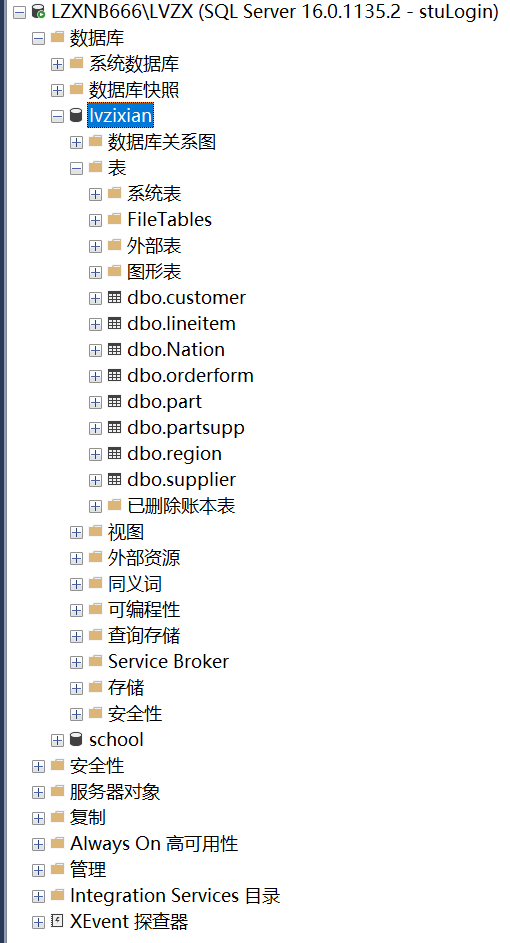 LZXNB666\LVZX (SQL Server 16.0.1135.2 - stuLogin)
数据库
系统数据库
数据库快照
lvzixian
数据库关系图
表
系统表
FileTables
外部表
图形表
dbo.customer
dbo.lineitem
dbo.Nation
dbo.orderform
dbo.part
dbo.partsupp
dbo.region
dbo.supplier
已删除账本表
视图
外部资源
同义词
可编程性
查询存储
Service Broker
存储
安全性
school
安全性
服务器对象
复制
Always On 高可用性
管理
Integration Services 目录
XEvent 探查器